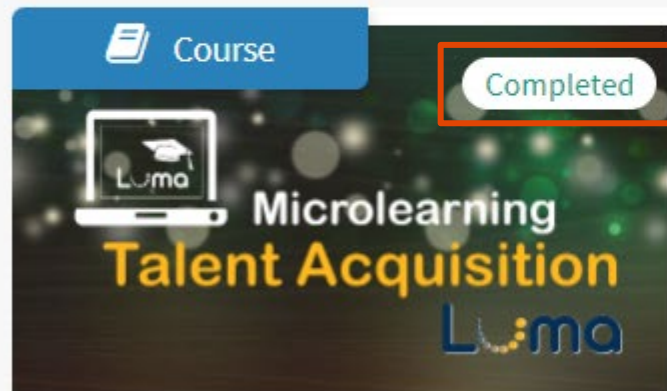 Course
Completed
Luma
Microlearning
Talent Acquisition
Luma